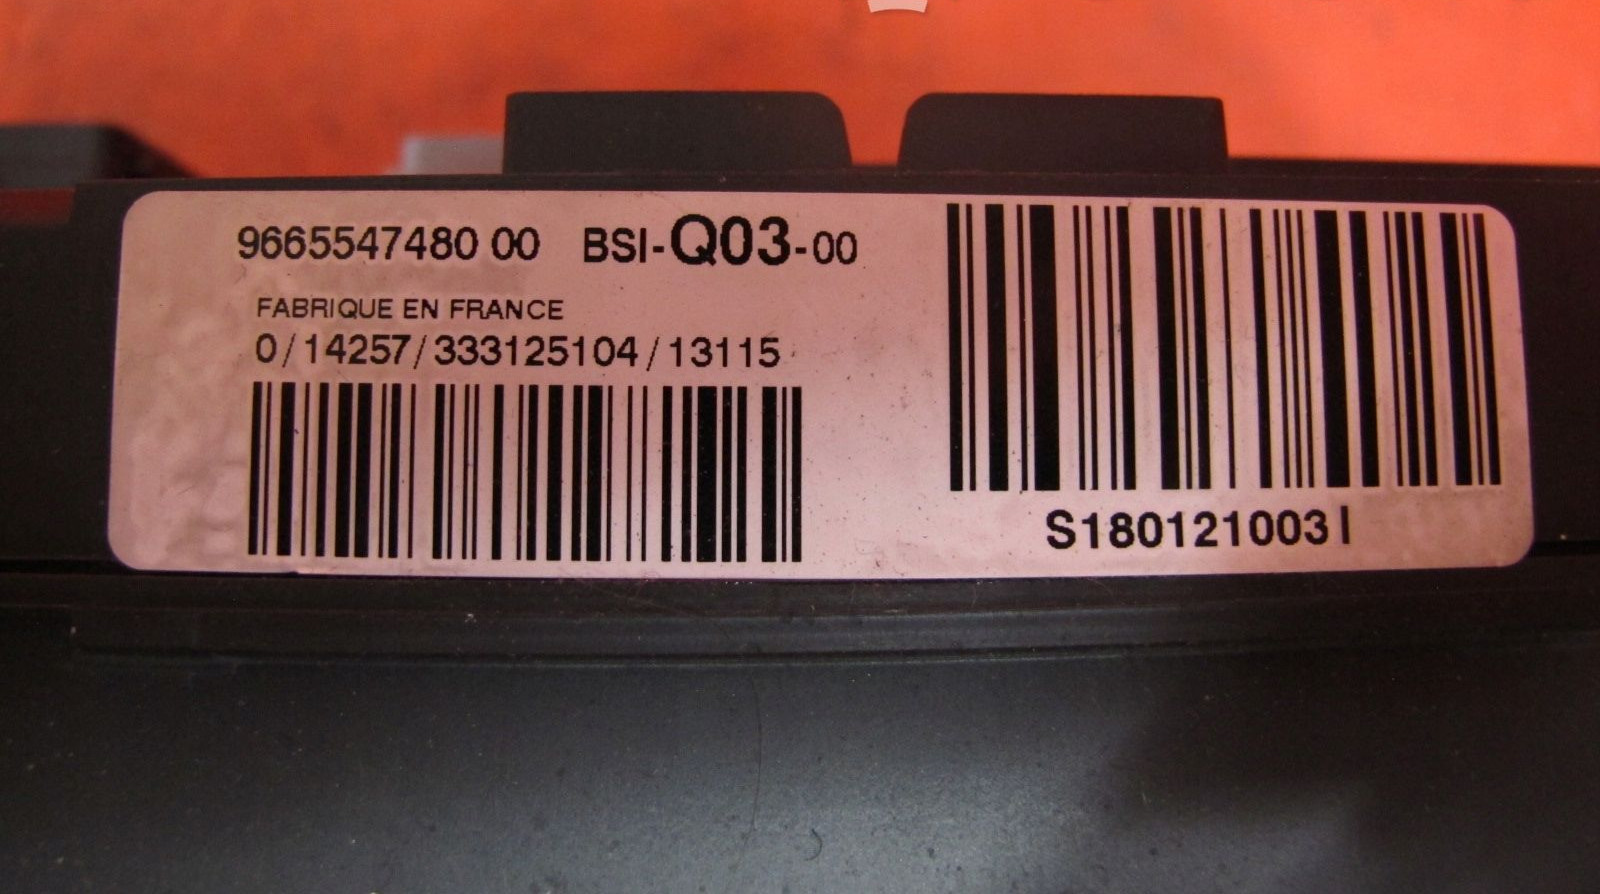 9665547480 00 BSI-Q03-00
FABRIQUE EN FRANCE
0/14257/333125104/13115
S180121003 I